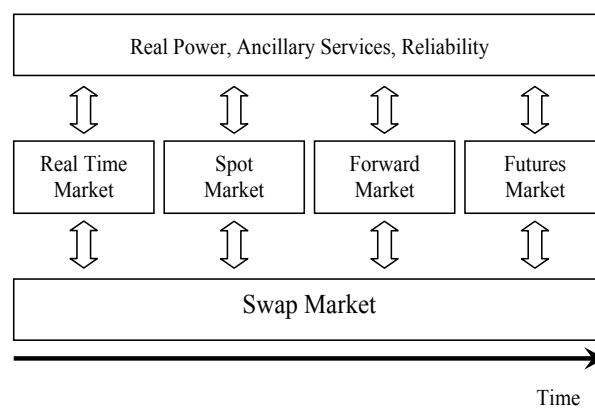 Real Power, Ancillary Services, Reliability
Real Time
Market
Spot
Market
Forward
Market
Futures
Market
Swap Market
Time